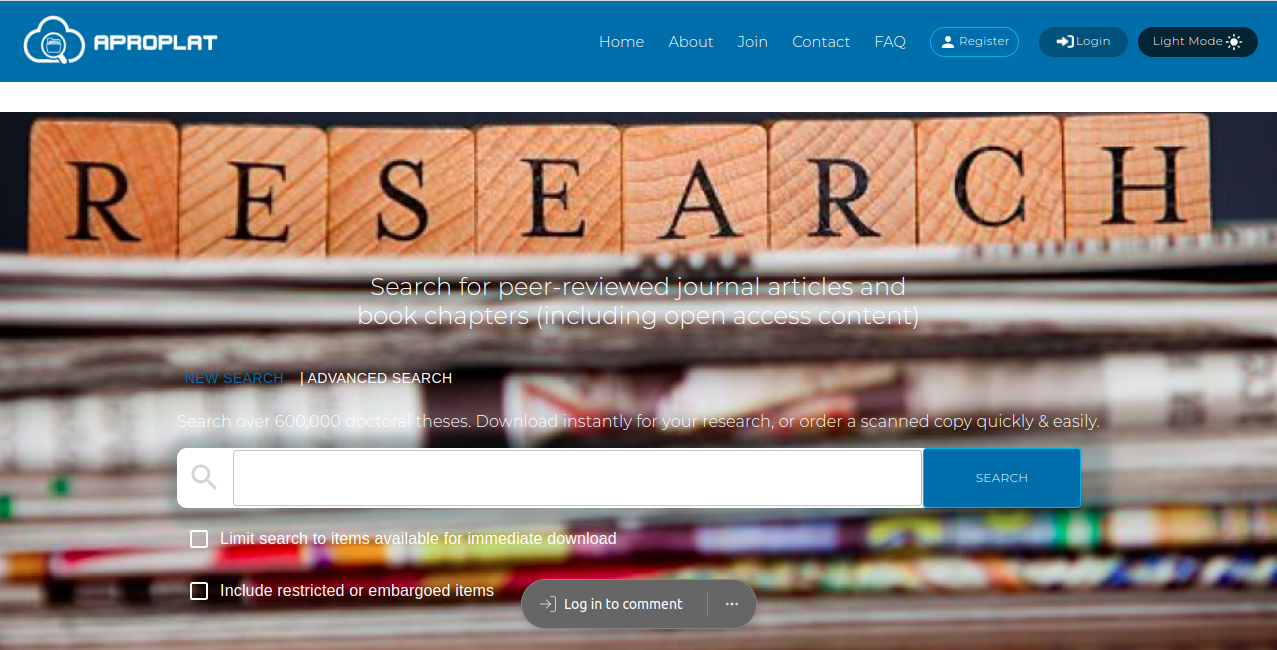 APROPLAT
Home About Join Contact FAQ Register Login Light Mode
RESEARCH
Search for peer-reviewed journal articles and
book chapters (including open access content)
NEW SEARCH | ADVANCED SEARCH
Search over 600,000 doctoral theses. Download instantly for your research, or order a scanned copy quickly & easily.
SEARCH
Limit search to items available for immediate download
Include restricted or embargoed items
Log in to comment